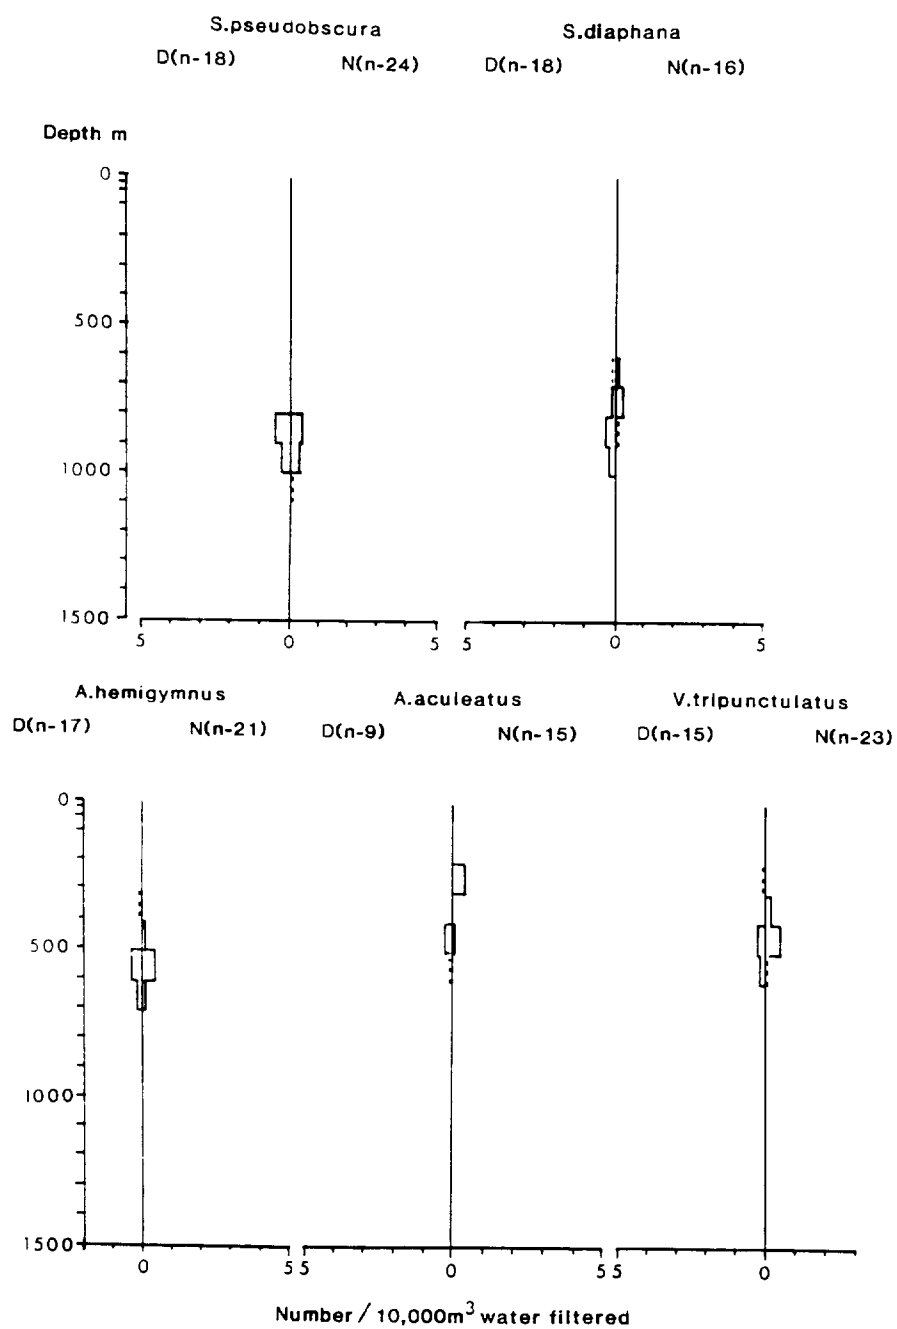 S.pseudobscura S.diaphana
D(n-18) N(n-24) D(n-18) N(n-16)
Depth m
0
500
1000
1500
5 0 5 5 0 5
A.hemigymnus A.aculeatus V.tripunctulatus
D(n-17) N(n-21) D(n-9) N(n-15) D(n-15) N(n-23)
0
500
1000
1500
0 5 5 0 5 5 0
Number / 10,000m³ water filtered